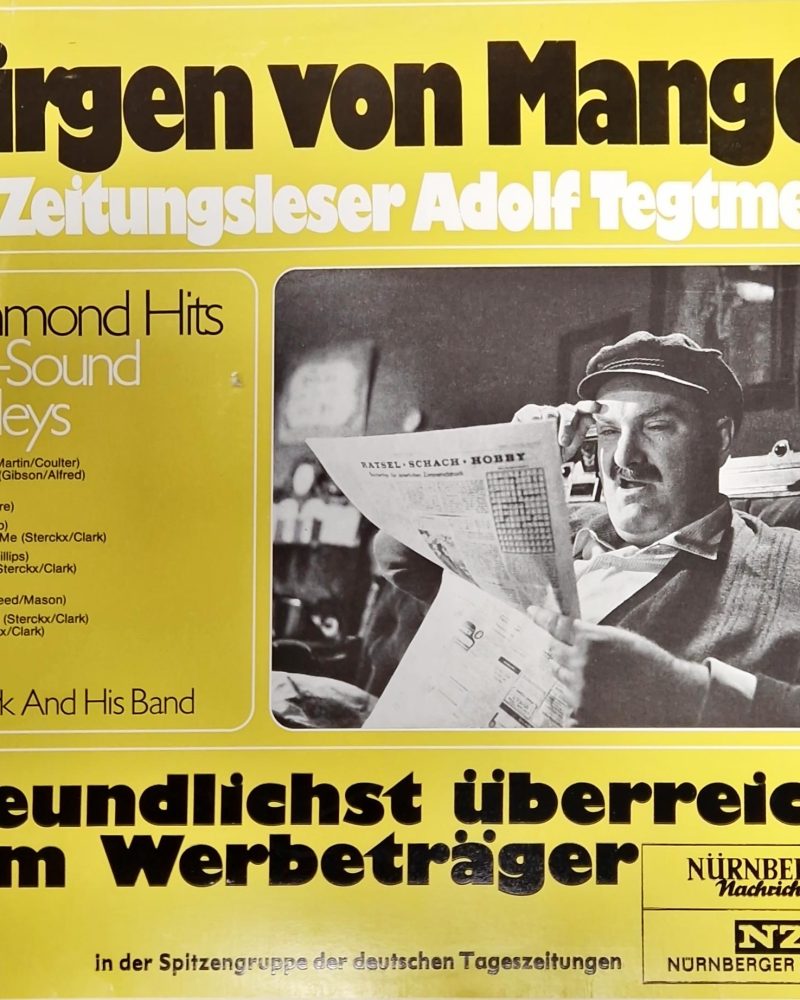 ürgen von Mange
Zeitungsleser Adolf Tegtme
mmond Hits
-Sound
leys
Martin/Coulter)
(Gibson/Alfred)
re)
o)
Me (Sterckx/Clark)
illips)
Sterckx/Clark)
eed/Mason)
(Sterckx/Clark)
x/Clark)
k And His Band
RÄTSEL · SCHACH · HOBBY
eundlichst überreic
m Werbeträger
NÜRNBER
Nachrich
NZ
NÜRNBERGER
in der Spitzengruppe der deutschen Tageszeitungen